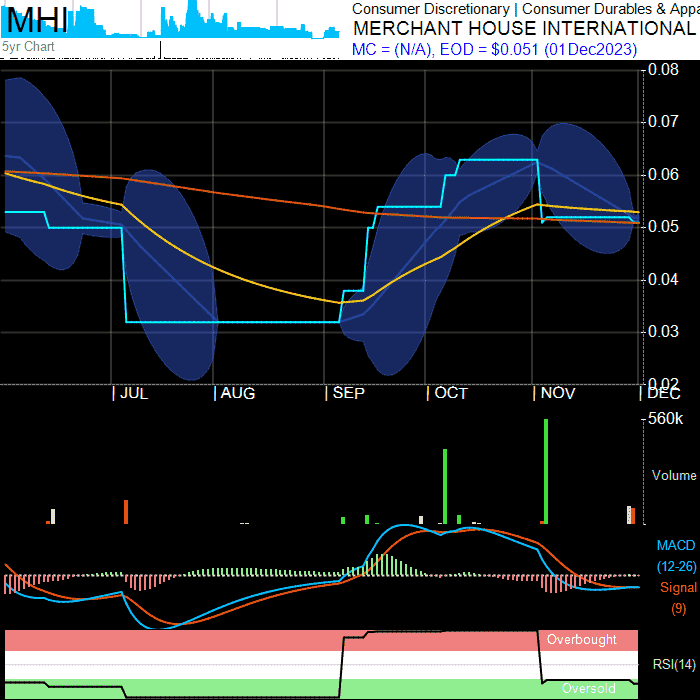 MHI
Consumer Discretionary | Consumer Durables & Appa
MERCHANT HOUSE INTERNATIONAL
5yr Chart
MC = (N/A), EOD = $0.051 (01Dec2023)
0.08
0.07
0.06
0.05
0.04
0.03
0.02
| JUL | AUG | SEP | OCT | NOV | DEC
560k
Volume
MACD
(12-26)
Signal
(9)
Overbought
RSI(14)
Oversold